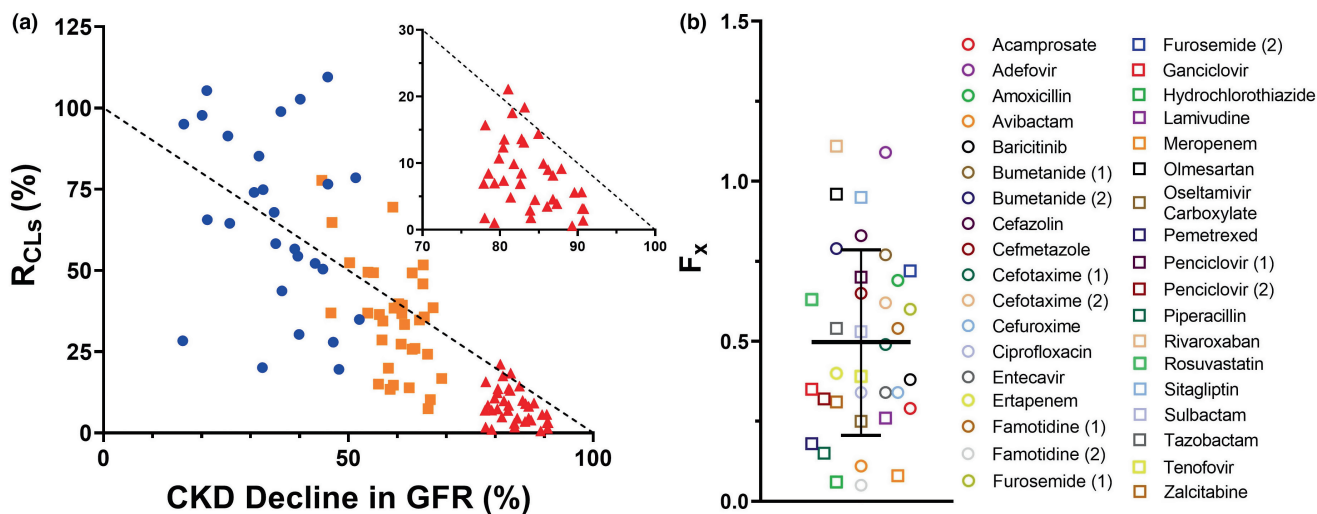 (a)
125
100
75
50
25
0
R_CLs (%)
0
50
100
CKD Decline in GFR (%)
30
20
10
0
70
80
90
100
(b)
1.5
1.0
0.5
0.0
F_x
Acamprosate
Adefovir
Amoxicillin
Avibactam
Baricitinib
Bumetanide (1)
Bumetanide (2)
Cefazolin
Cefmetazole
Cefotaxime (1)
Cefotaxime (2)
Cefuroxime
Ciprofloxacin
Entecavir
Ertapenem
Famotidine (1)
Famotidine (2)
Furosemide (1)
Furosemide (2)
Ganciclovir
Hydrochlorothiazide
Lamivudine
Meropenem
Olmesartan
Oseltamivir
Carboxylate
Pemetrexed
Penciclovir (1)
Penciclovir (2)
Piperacillin
Rivaroxaban
Rosuvastatin
Sitagliptin
Sulbactam
Tazobactam
Tenofovir
Zalcitabine